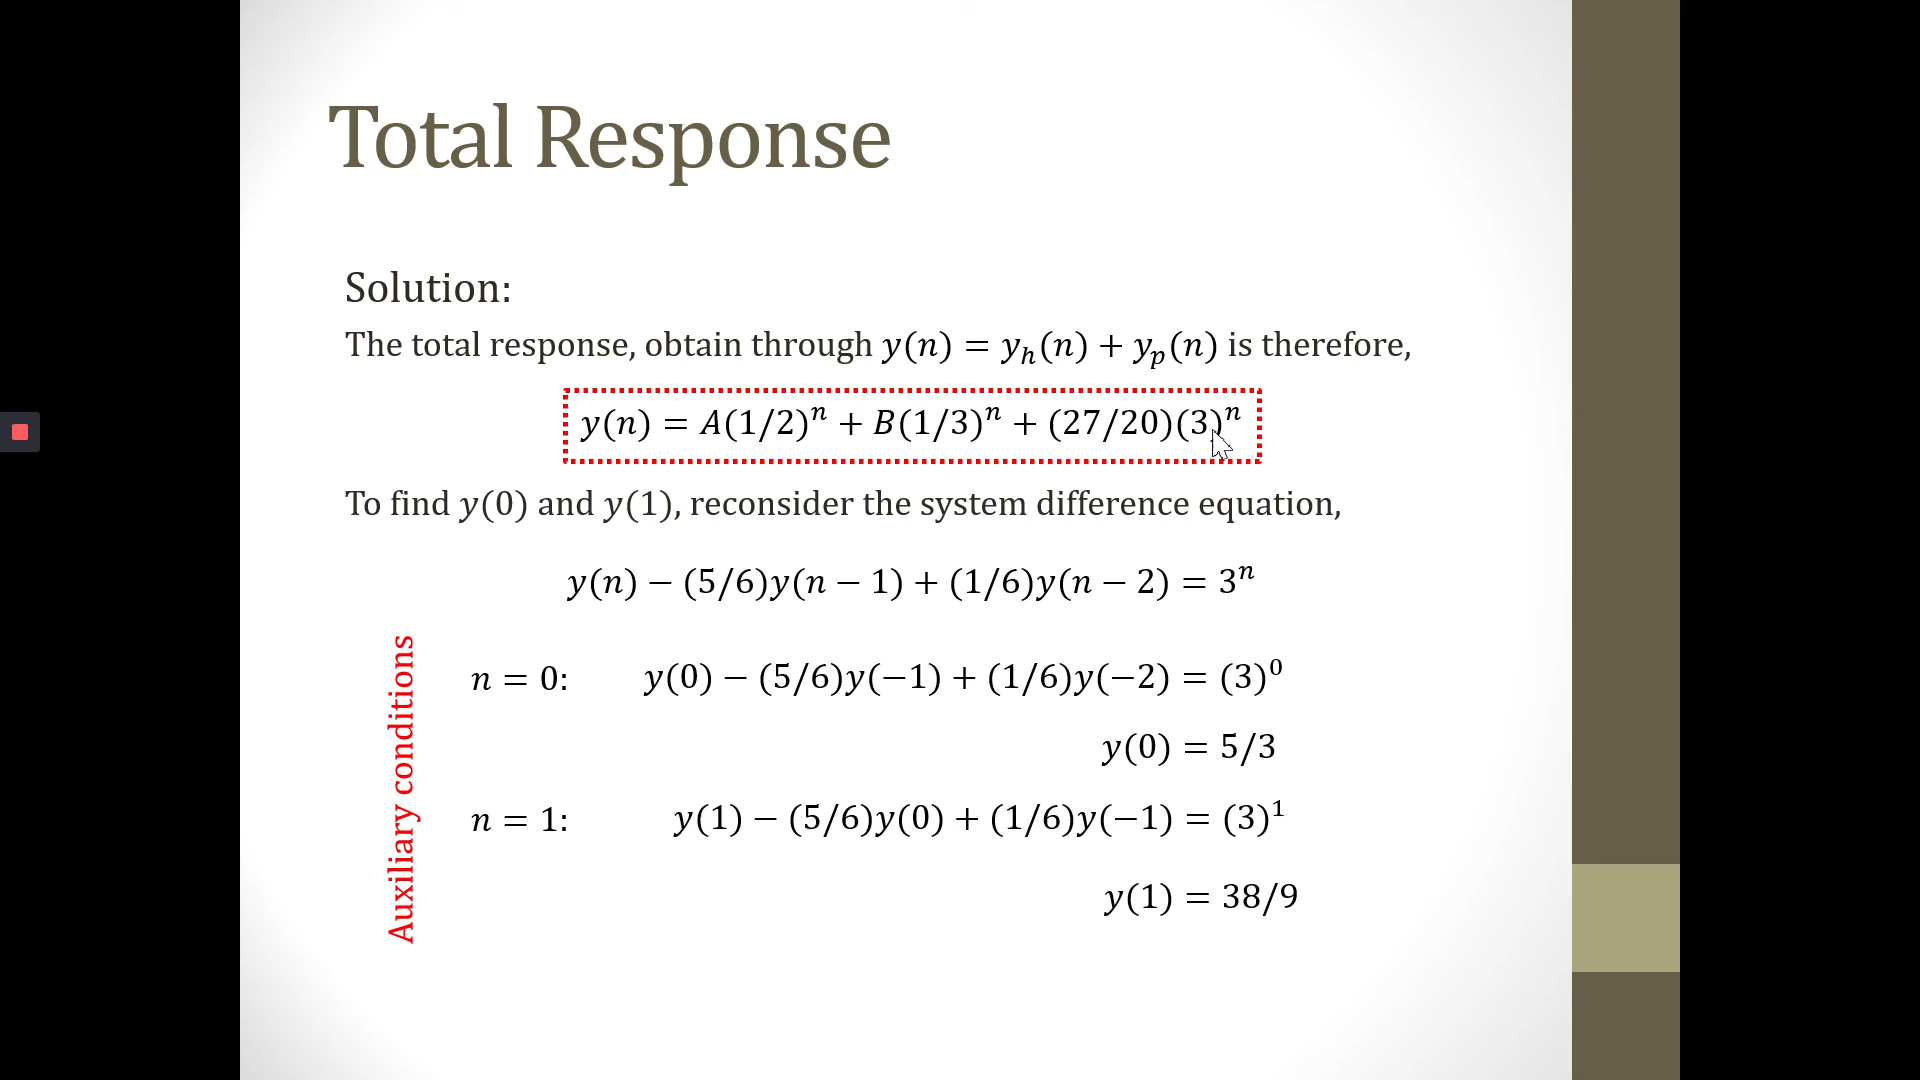 Total Response
Solution:
The total response, obtain through y(n) = yₕ(n) + yₚ(n) is therefore,
y(n) = A(1/2)ⁿ + B(1/3)ⁿ + (27/20)(3)ⁿ
To find y(0) and y(1), reconsider the system difference equation,
y(n) − (5/6)y(n − 1) + (1/6)y(n − 2) = 3ⁿ
Auxiliary conditions
n = 0: y(0) − (5/6)y(−1) + (1/6)y(−2) = (3)⁰
y(0) = 5/3
n = 1: y(1) − (5/6)y(0) + (1/6)y(−1) = (3)¹
y(1) = 38/9